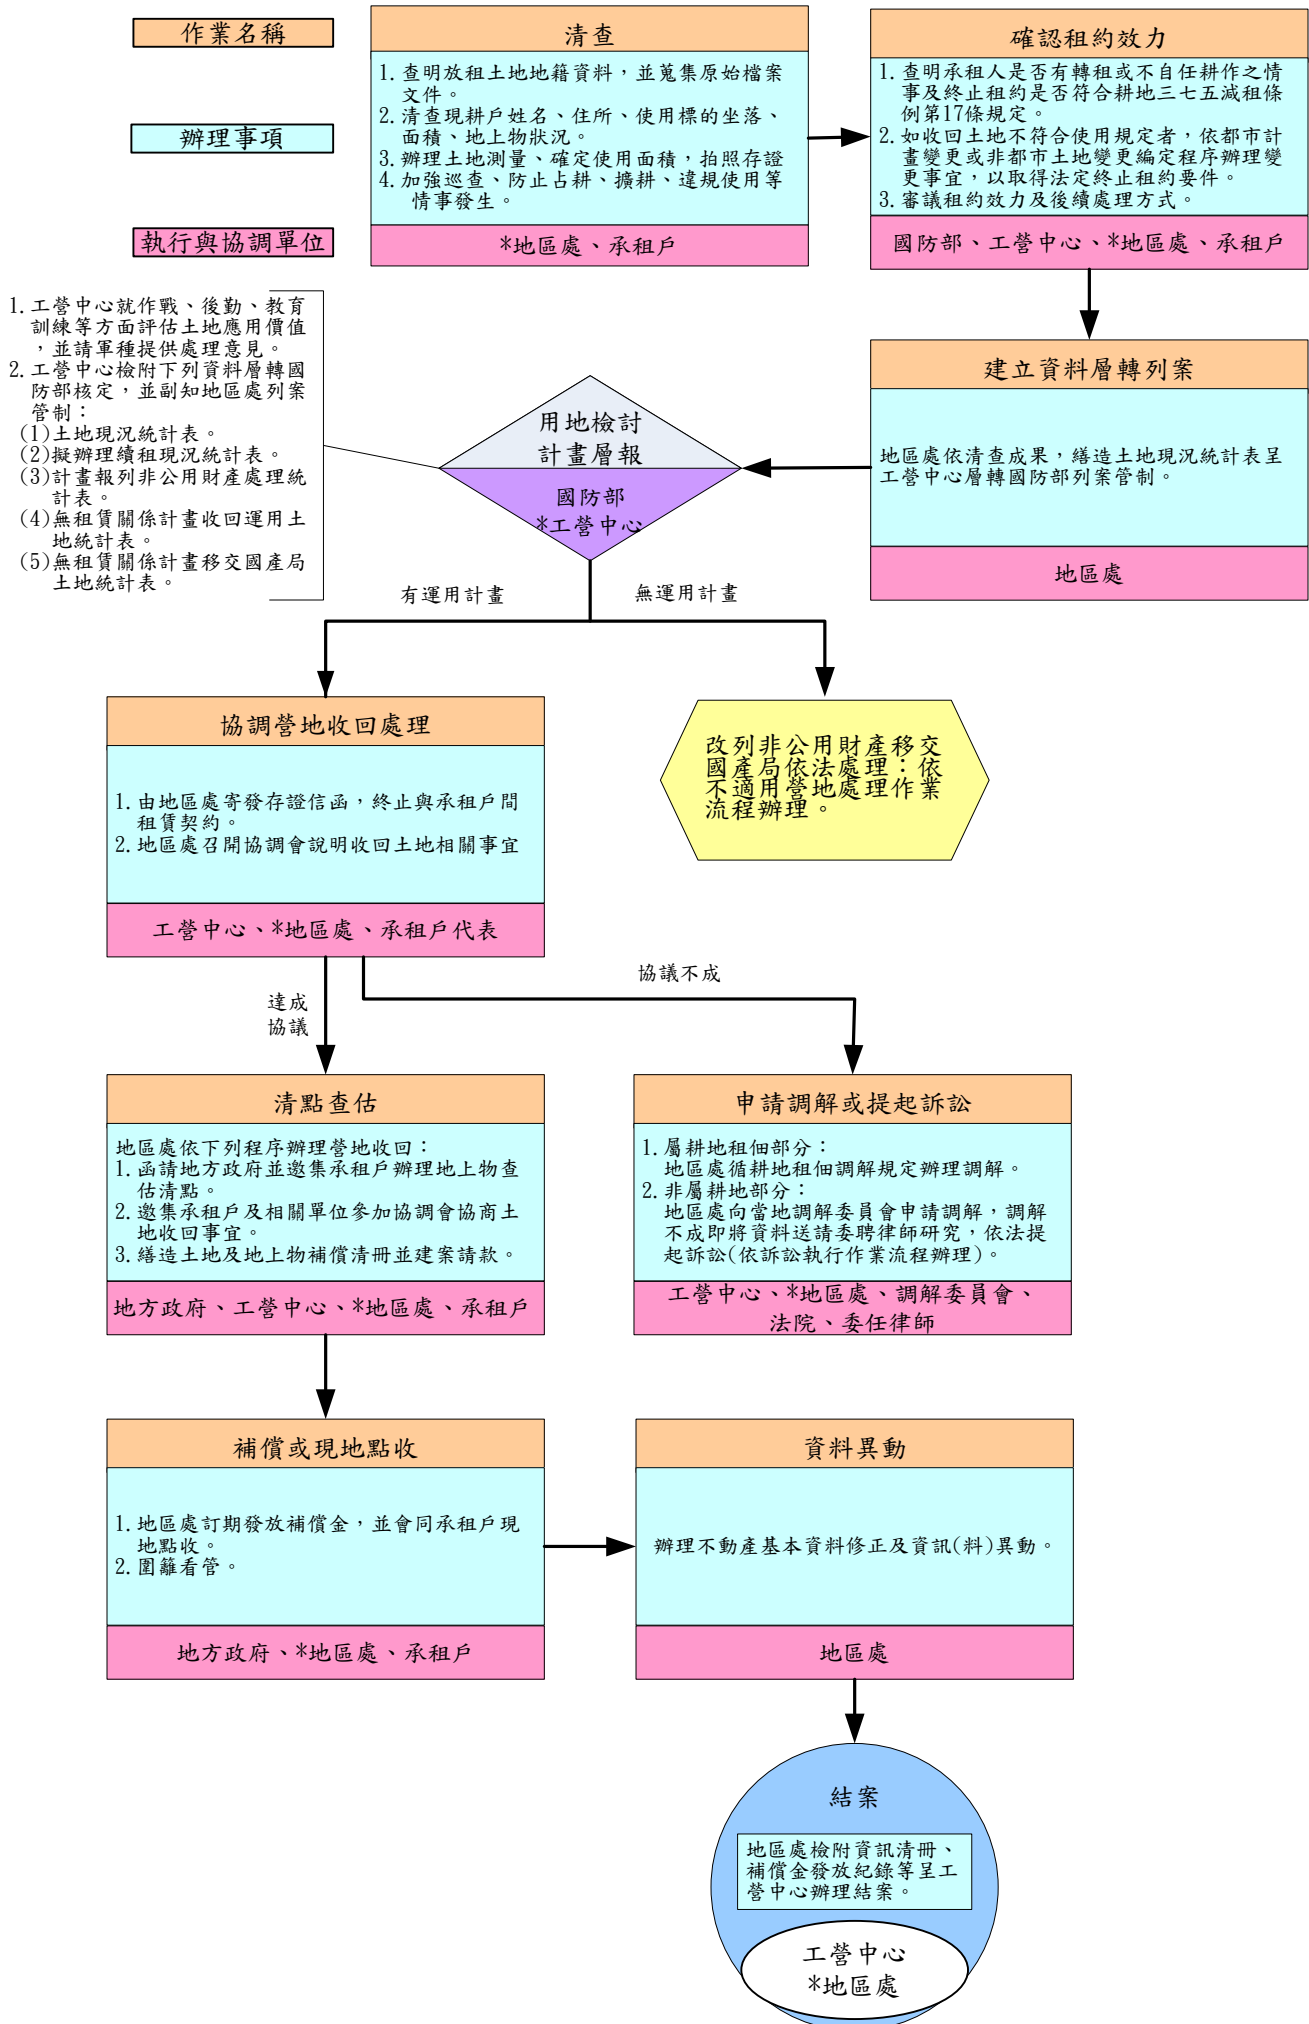 作業名稱
辦理事項
執行與協調單位
清查
1.查明放租土地地籍資料，並蒐集原始檔案
文件。
2.清查現耕戶姓名、住所、使用標的坐落、
面積、地上物狀況。
3.辦理土地測量、確定使用面積，拍照存證
4.加強巡查、防止占耕、擴耕、違規使用等
情事發生。
*地區處、承租戶
確認租約效力
1.查明承租人是否有轉租或不自任耕作之情
事及終止租約是否符合耕地三七五減租條
例第17條規定。
2.如收回土地不符合使用規定者，依都市計
畫變更或非都市土地變更編定程序辦理變
更事宜，以取得法定終止租約要件。
3.審議租約效力及後續處理方式。
國防部、工營中心、*地區處、承租戶
建立資料層轉列案
地區處依清查成果，繕造土地現況統計表呈
工營中心層轉國防部列案管制。
地區處
用地檢討
計畫層報
國防部
*工營中心
1.工營中心就作戰、後勤、教育
訓練等方面評估土地應用價值
，並請軍種提供處理意見。
2.工營中心檢附下列資料層轉國
防部核定，並副知地區處列案
管制：
(1)土地現況統計表。
(2)擬辦理續租現況統計表。
(3)計畫報列非公用財產處理統
計表。
(4)無租賃關係計畫收回運用土
地統計表。
(5)無租賃關係計畫移交國產局
土地統計表。
有運用計畫
無運用計畫
協調營地收回處理
1.由地區處寄發存證信函，終止與承租戶間
租賃契約。
2.地區處召開協調會說明收回土地相關事宜
工營中心、*地區處、承租戶代表
改列非公用財產移交
國產局依法處理：依
不適用營地處理作業
流程辦理。
達成
協議
協議不成
清點查估
地區處依下列程序辦理營地收回：
1.函請地方政府並邀集承租戶辦理地上物查
估清點。
2.邀集承租戶及相關單位參加協調會協商土
地收回事宜。
3.繕造土地及地上物補償清冊並建案請款。
地方政府、工營中心、*地區處、承租戶
申請調解或提起訴訟
1.屬耕地租佃部分：
地區處循耕地租佃調解規定辦理調解。
2.非屬耕地部分：
地區處向當地調解委員會申請調解，調解
不成即將資料送請委聘律師研究，依法提
起訴訟(依訴訟執行作業流程辦理)。
工營中心、*地區處、調解委員會、
法院、委任律師
補償或現地點收
1.地區處訂期發放補償金，並會同承租戶現
地點收。
2.圍籬看管。
地方政府、*地區處、承租戶
資料異動
辦理不動產基本資料修正及資訊(料)異動。
地區處
結案
地區處檢附資訊清冊、
補償金發放紀錄等呈工
營中心辦理結案。
工營中心
*地區處